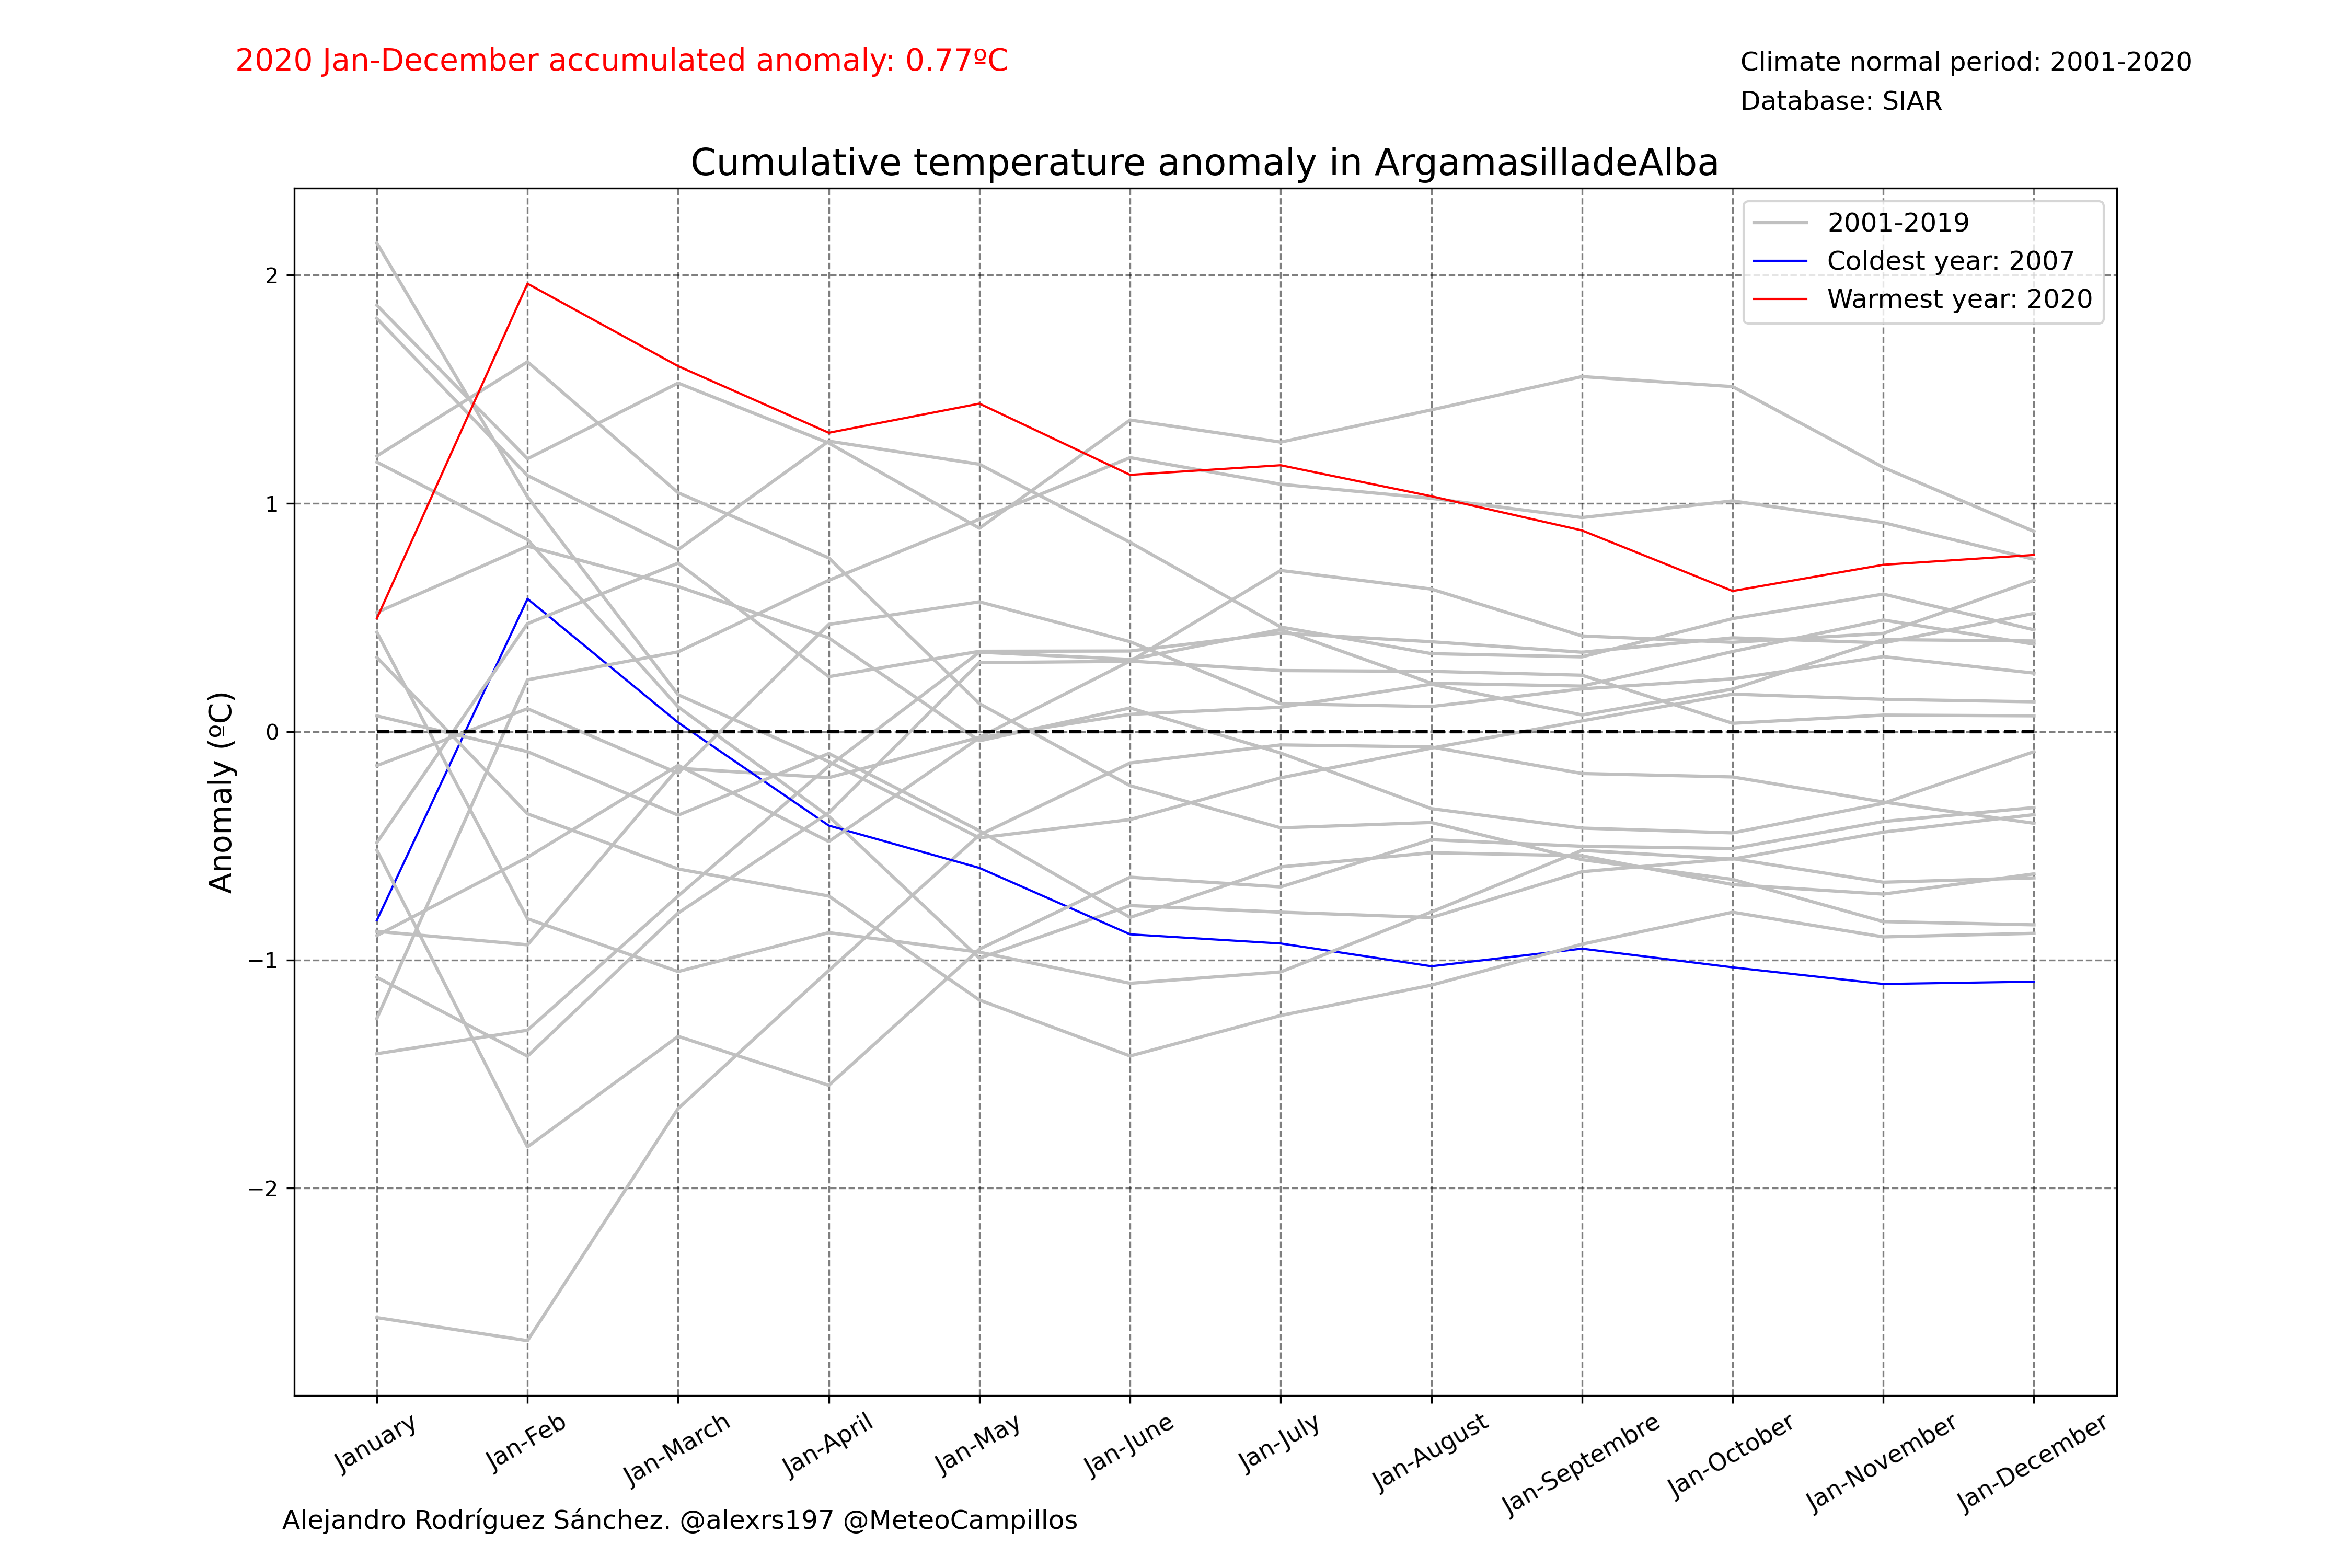 2020 Jan-December accumulated anomaly: 0.77ºC
Climate normal period: 2001-2020
Database: SIAR
Cumulative temperature anomaly in ArgamasilladeAlba
2001-2019
Coldest year: 2007
Warmest year: 2020
Anomaly (ºC)
2
1
0
−1
−2
January
Jan-Feb
Jan-March
Jan-April
Jan-May
Jan-June
Jan-July
Jan-August
Jan-Septembre
Jan-October
Jan-November
Jan-December
Alejandro Rodríguez Sánchez. @alexrs197 @MeteoCampillos